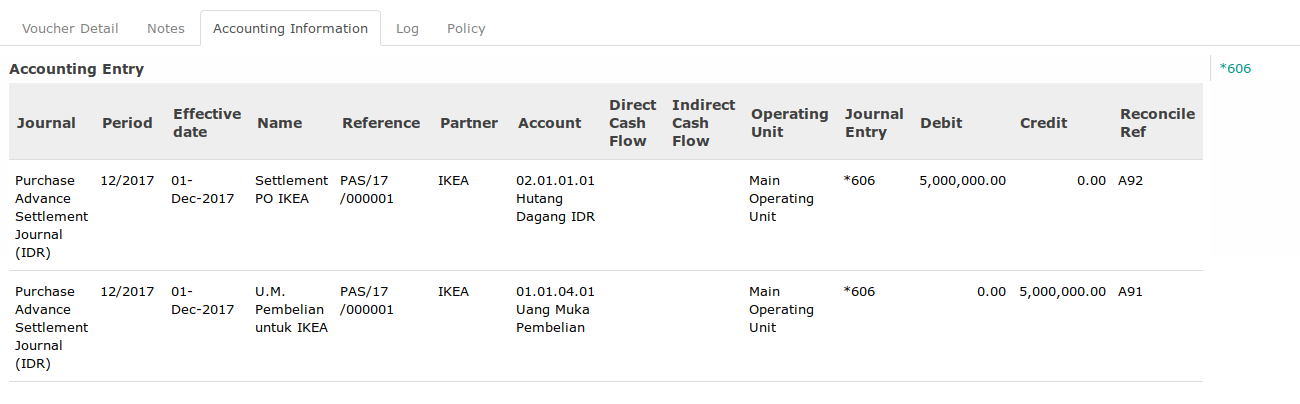 Voucher Detail Notes Accounting Information Log Policy
Accounting Entry *606
Journal Period Effective date Name Reference Partner Account Direct Cash Flow Indirect Cash Flow Operating Unit Journal Entry Debit Credit Reconcile Ref
Purchase 12/2017 01- Settlement PAS/17 IKEA 02.01.01.01 Main *606 5,000,000.00 0.00 A92
Advance Dec-2017 PO IKEA /000001 Hutang Operating
Settlement Dagang IDR Unit
Journal
(IDR)
Purchase 12/2017 01- U.M. PAS/17 IKEA 01.01.04.01 Main *606 0.00 5,000,000.00 A91
Advance Dec-2017 Pembelian /000001 Uang Muka Operating
Settlement untuk IKEA Pembelian Unit
Journal
(IDR)